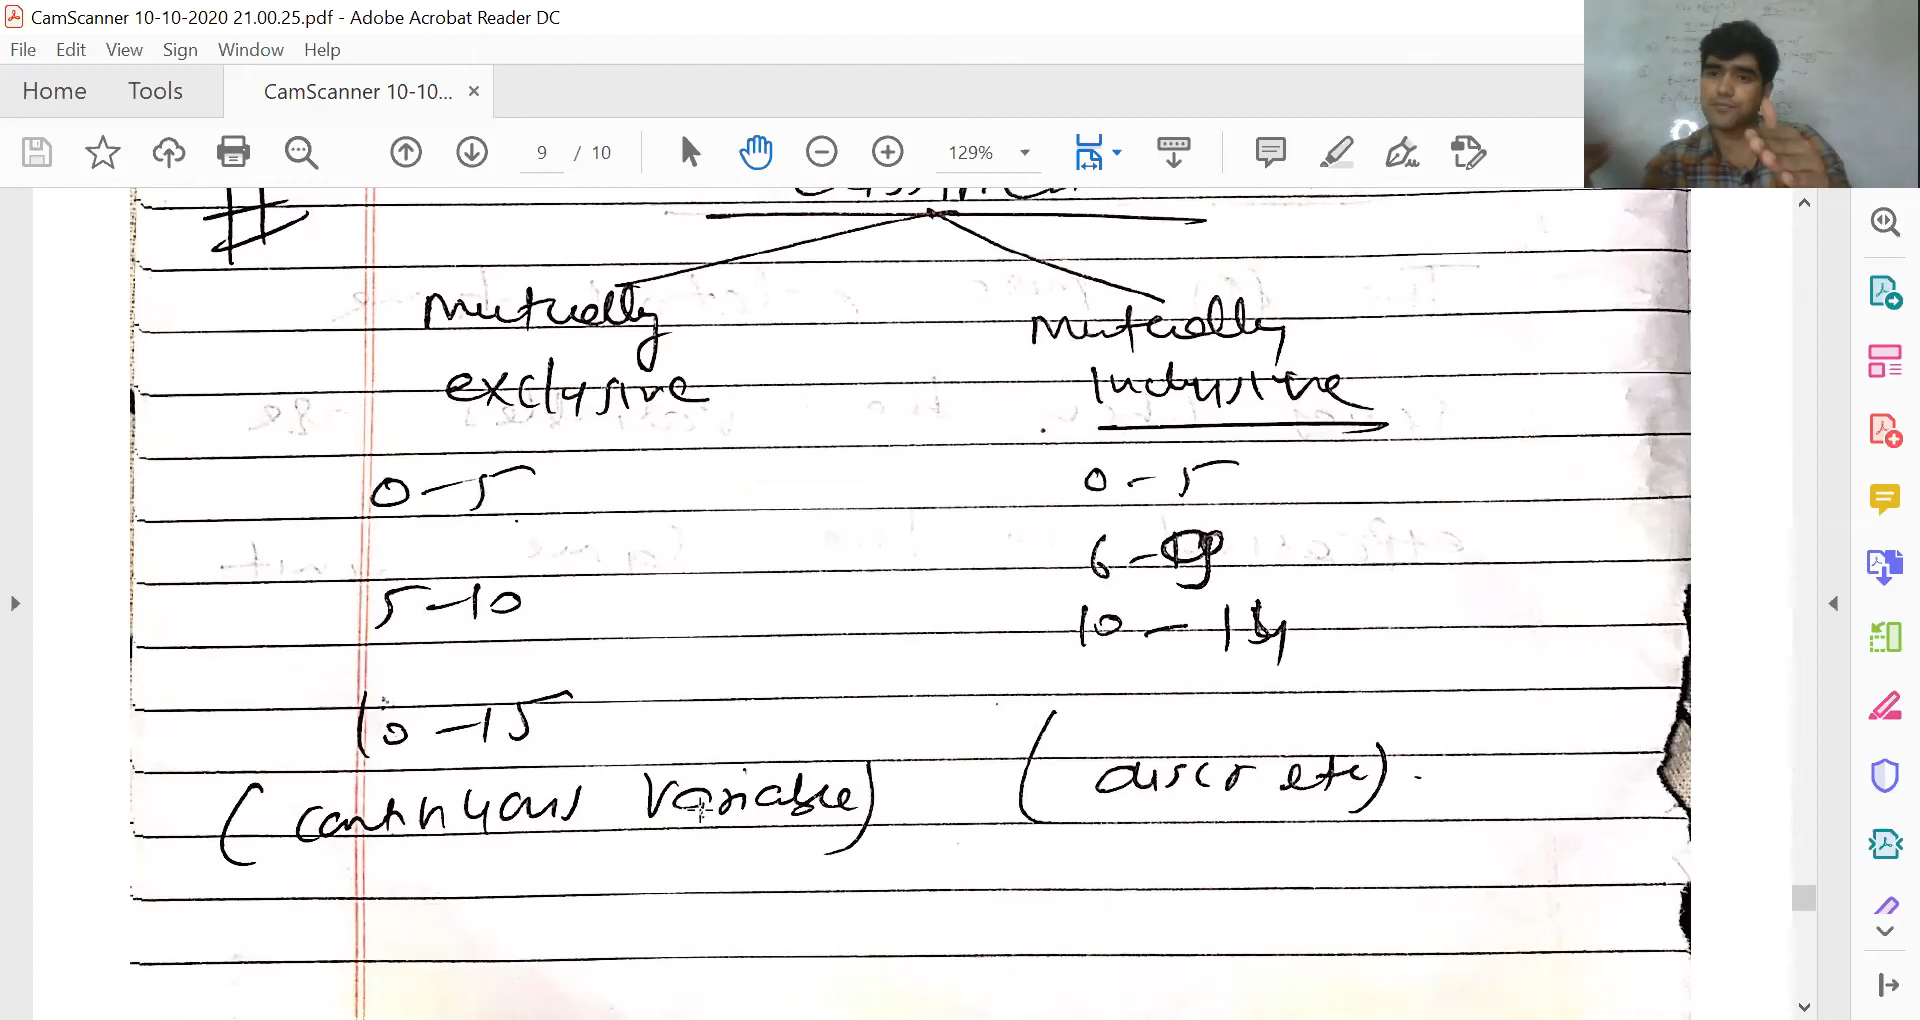 CamScanner 10-10-2020 21.00.25.pdf - Adobe Acrobat Reader DC
File Edit View Sign Window Help
Home Tools CamScanner 10-10... ×
9 / 10 129%
#
Mutually exclusive
Mutually Inclusive
0-5
5-10
10-15
(continuous variable)
0-5
6-9
10-14
(discrete).